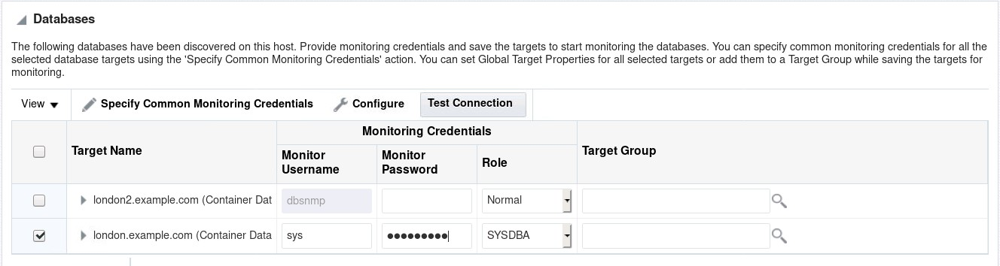 Databases
The following databases have been discovered on this host. Provide monitoring credentials and save the targets to start monitoring the databases. You can specify common monitoring credentials for all the
selected database targets using the 'Specify Common Monitoring Credentials' action. You can set Global Target Properties for all selected targets or add them to a Target Group while saving the targets for
monitoring.
View Specify Common Monitoring Credentials Configure Test Connection
Monitoring Credentials
Target Name Monitor Username Monitor Password Role Target Group
london2.example.com (Container Dat dbsnmp Normal
london.example.com (Container Data sys ●●●●●●●●● SYSDBA